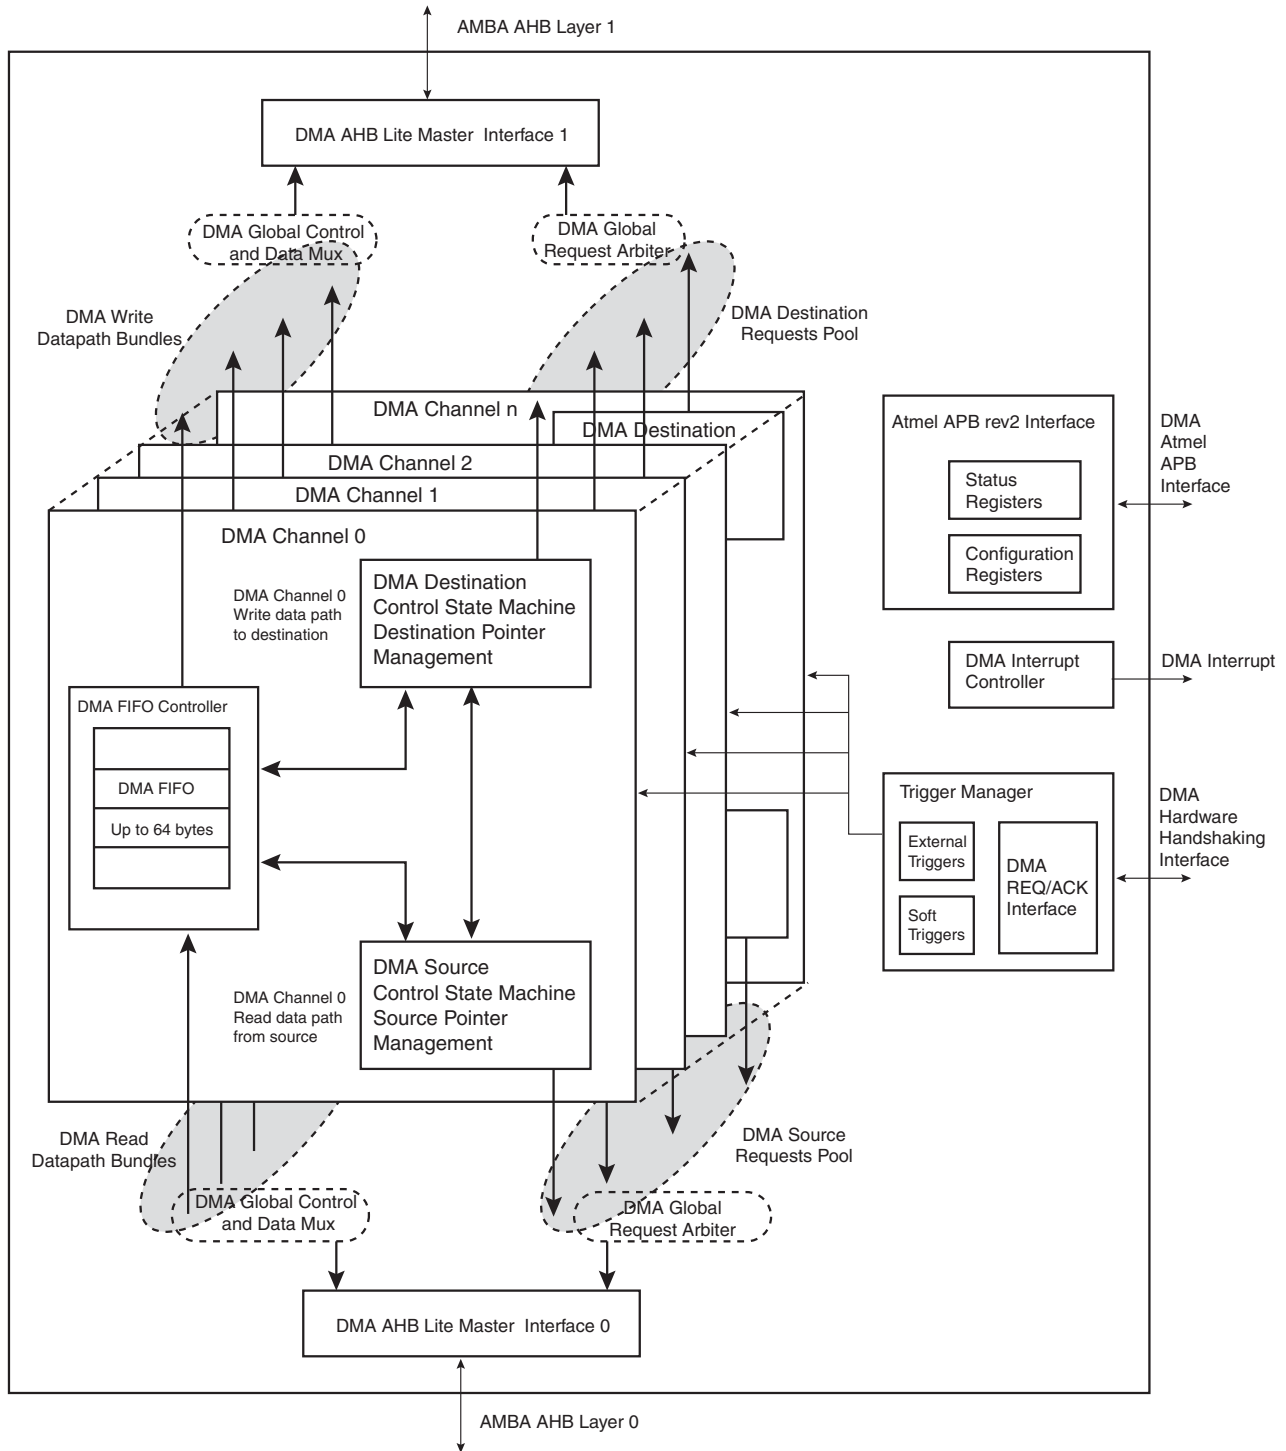 AMBA AHB Layer 1
DMA AHB Lite Master Interface 1
DMA Global Control
and Data Mux
DMA Global
Request Arbiter
DMA Write
Datapath Bundles
DMA Destination
Requests Pool
DMA Channel n
DMA Destination
DMA Channel 2
DMA Channel 1
DMA Channel 0
DMA Channel 0
Write data path
to destination
DMA Destination
Control State Machine
Destination Pointer
Management
DMA FIFO Controller
DMA FIFO
Up to 64 bytes
DMA Channel 0
Read data path
from source
DMA Source
Control State Machine
Source Pointer
Management
Atmel APB rev2 Interface
Status
Registers
Configuration
Registers
DMA
Atmel
APB
Interface
DMA Interrupt
Controller
DMA Interrupt
Trigger Manager
External
Triggers
Soft
Triggers
DMA
REQ/ACK
Interface
DMA
Hardware
Handshaking
Interface
DMA Read
Datapath Bundles
DMA Source
Requests Pool
DMA Global Control
and Data Mux
DMA Global
Request Arbiter
DMA AHB Lite Master Interface 0
AMBA AHB Layer 0